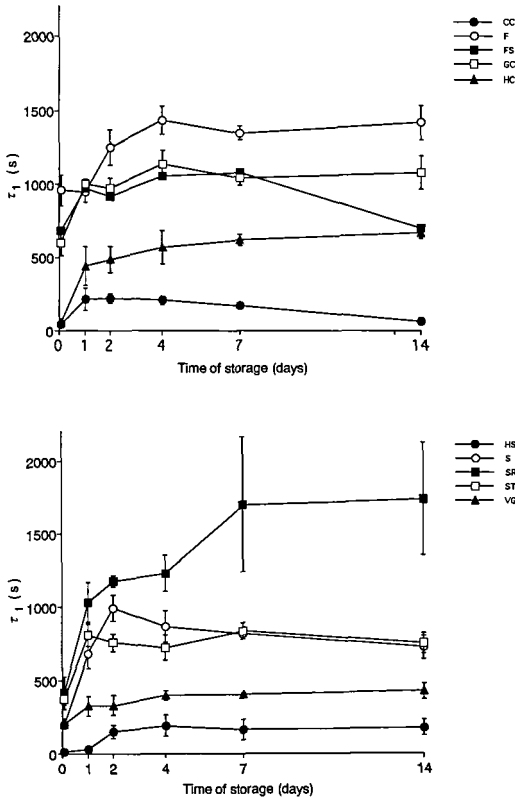 2000
1500
1000
500
0
τ1 (s)
0 1 2 4 7 14
Time of storage (days)
CC
F
FS
GC
HC
2000
1500
1000
500
0
τ1 (s)
0 1 2 4 7 14
Time of storage (days)
HS
S
SR
ST
VG